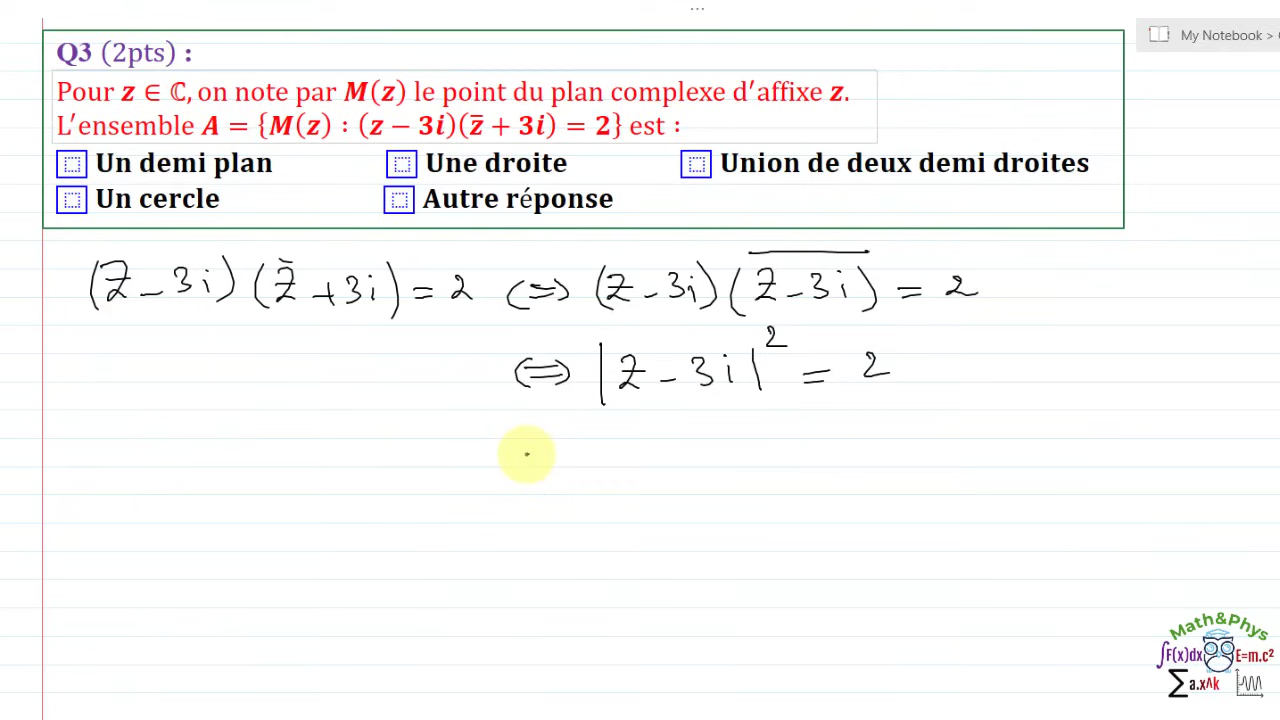 ...
My Notebook >
Q3 (2pts) :
Pour z ∈ ℂ, on note par M(z) le point du plan complexe d′affixe z.
L′ensemble A = {M(z) : (z − 3i)(z̄ + 3i) = 2} est :
Un demi plan Une droite Union de deux demi droites
Un cercle Autre réponse
(Z − 3i)(Z̄ + 3i) = 2 ⟺ (Z − 3i)(\overline{Z − 3i}) = 2
⟺ |Z − 3i|² = 2
Math&Phys
∫F(x)dx E=m.c²
∑ a.x^k